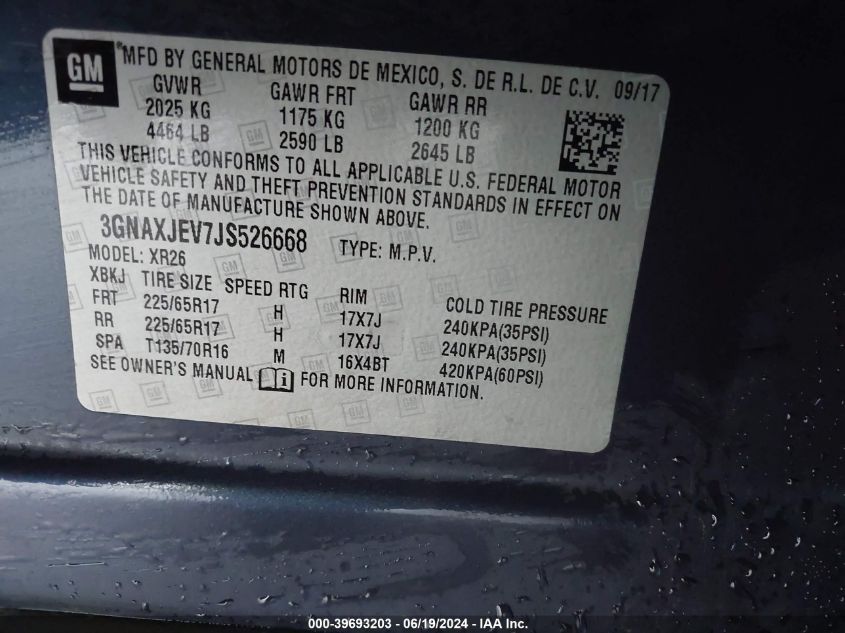 GM
®MFD BY GENERAL MOTORS DE MEXICO, S. DE R.L. DE C.V. 09/17
GVWR GAWR FRT GAWR RR
2025 KG 1175 KG 1200 KG
4464 LB 2590 LB 2645 LB
THIS VEHICLE CONFORMS TO ALL APPLICABLE U.S. FEDERAL MOTOR
VEHICLE SAFETY AND THEFT PREVENTION STANDARDS IN EFFECT ON
THE DATE OF MANUFACTURE SHOWN ABOVE.
3GNAXJEV7JS526668 TYPE: M.P.V.
MODEL: XR26
XBKJ TIRE SIZE SPEED RTG RIM COLD TIRE PRESSURE
FRT 225/65R17 H 17X7J 240KPA(35PSI)
RR 225/65R17 H 17X7J 240KPA(35PSI)
SPA T135/70R16 M 16X4BT 420KPA(60PSI)
SEE OWNER'S MANUAL FOR MORE INFORMATION.
000-39693203 - 06/19/2024 - IAA Inc.